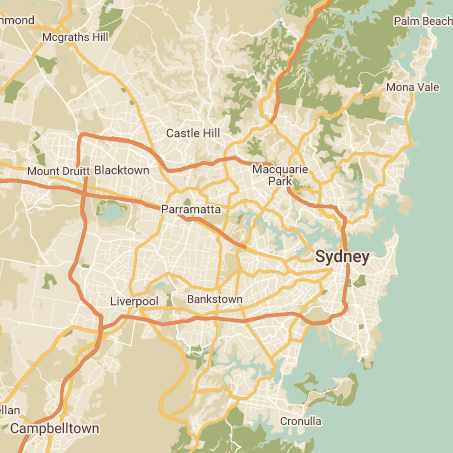 mond
Palm Beach
Mcgraths Hill
Mona Vale
Castle Hill
Mount Druitt
Blacktown
Macquarie
Park
Parramatta
Sydney
Liverpool
Bankstown
Cronulla
ellan
Campbelltown